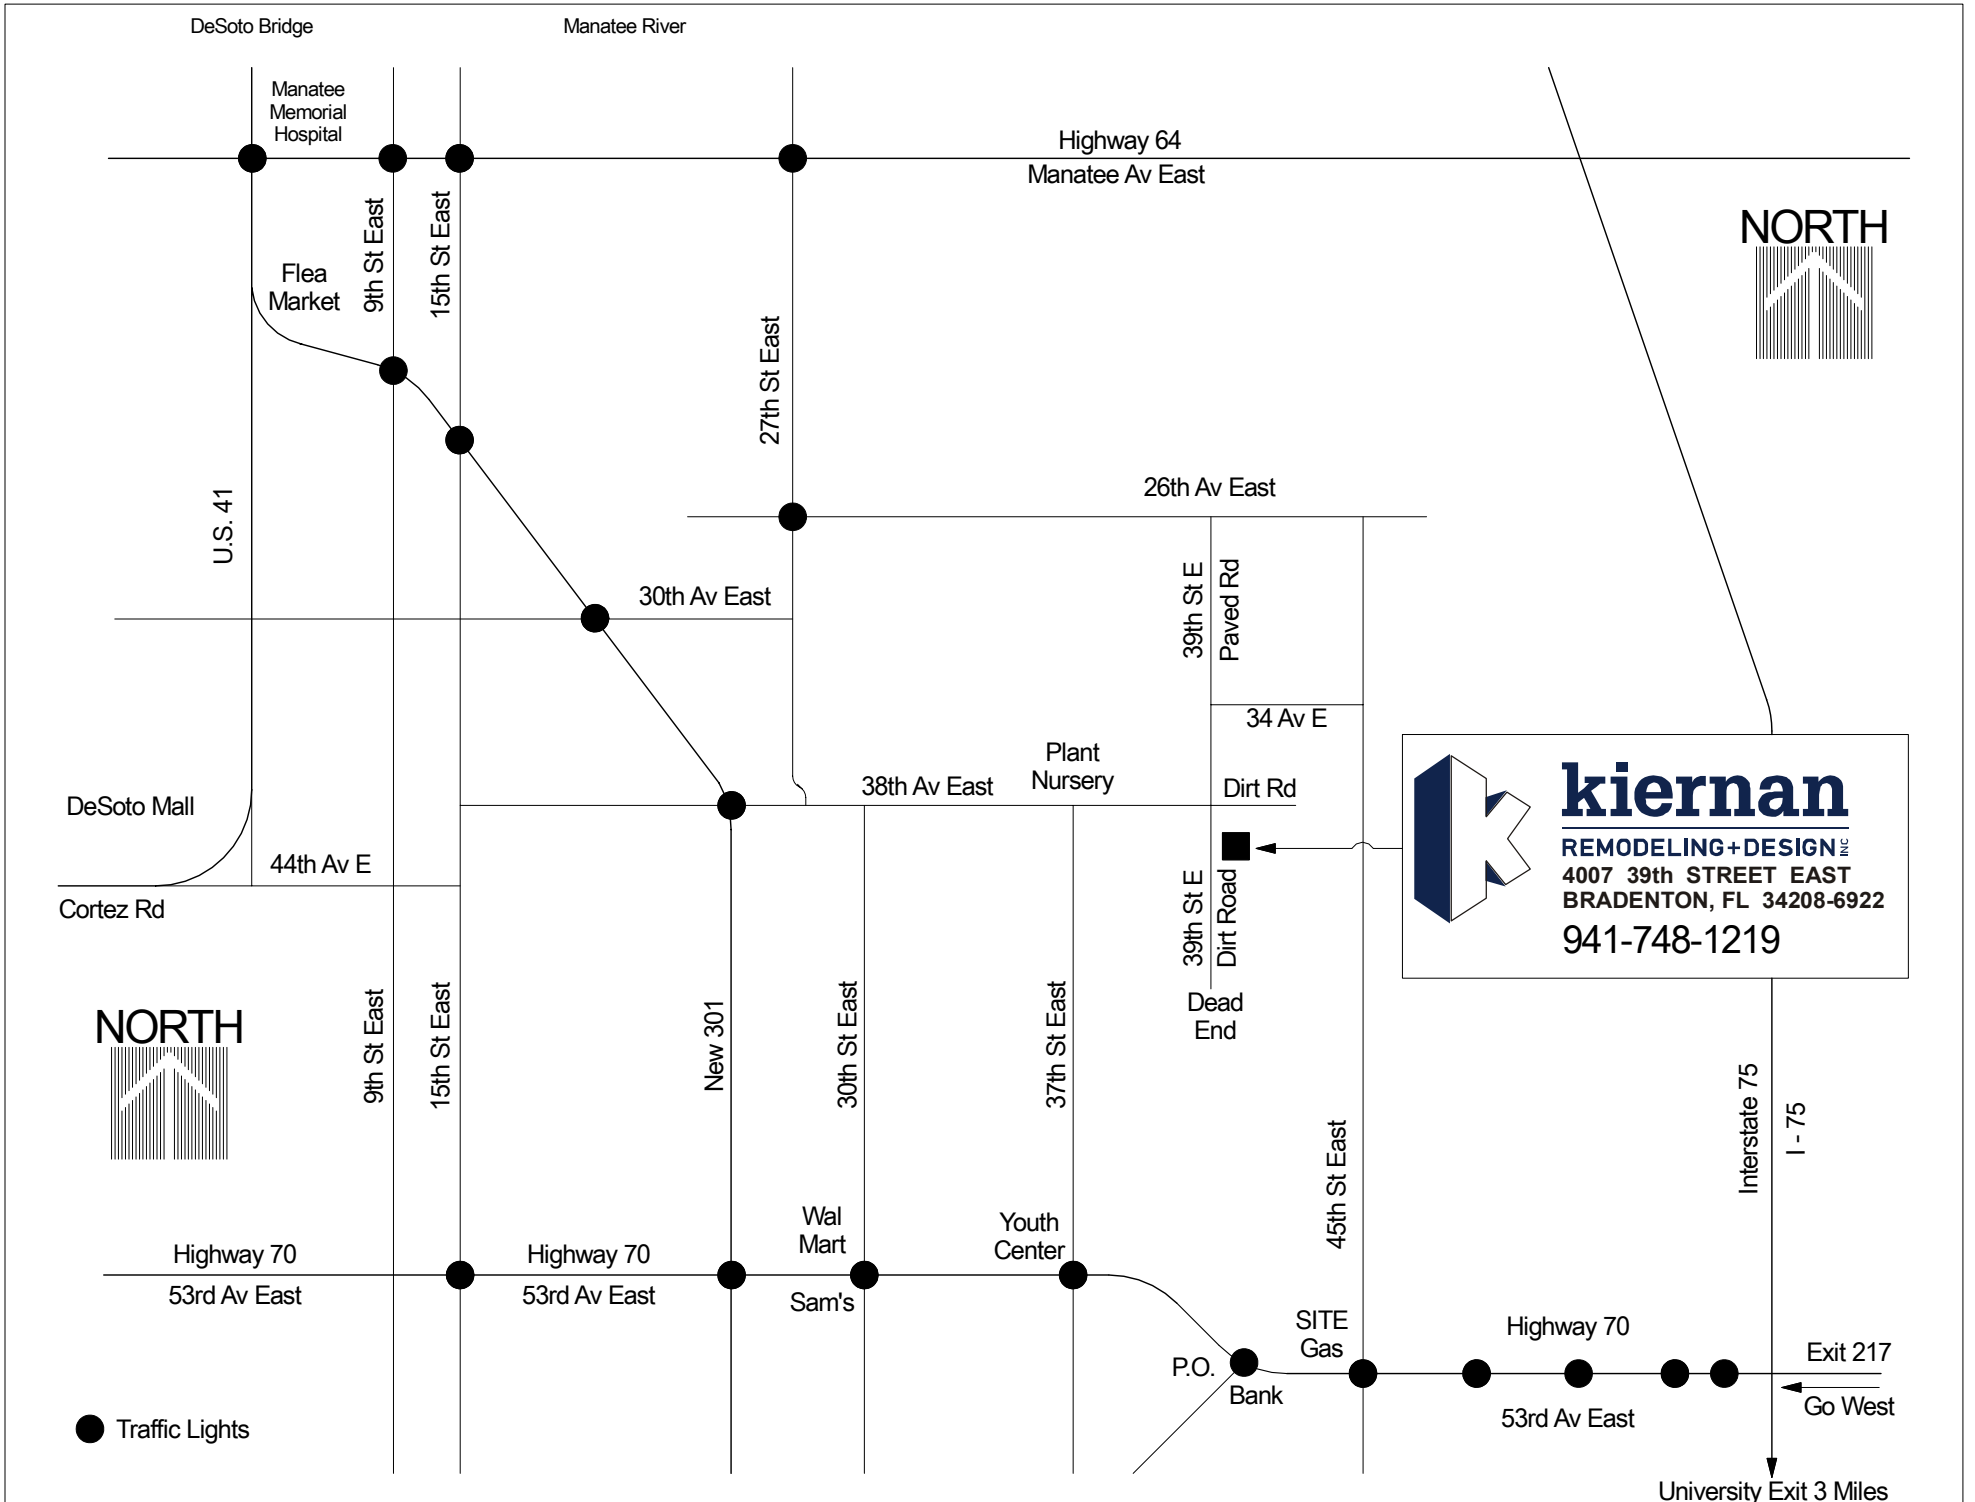 DeSoto Bridge
Manatee River
Manatee
Memorial
Hospital
Highway 64
Manatee Av East
9th St East
15th St East
NORTH
Flea
Market
27th St East
U.S. 41
26th Av East
30th Av East
39th St E
Paved Rd
34 Av E
Plant
Nursery
38th Av East
Dirt Rd
DeSoto Mall
44th Av E
Cortez Rd
kiernan
REMODELING+DESIGN INC
4007 39th STREET EAST
BRADENTON, FL 34208-6922
941-748-1219
39th St E
Dirt Road
Dead
End
NORTH
9th St East
15th St East
New 301
30th St East
37th St East
45th St East
Interstate 75
I - 75
Highway 70
53rd Av East
Highway 70
53rd Av East
Wal
Mart
Sam's
Youth
Center
P.O.
Bank
SITE
Gas
Highway 70
53rd Av East
Exit 217
Go West
Traffic Lights
University Exit 3 Miles